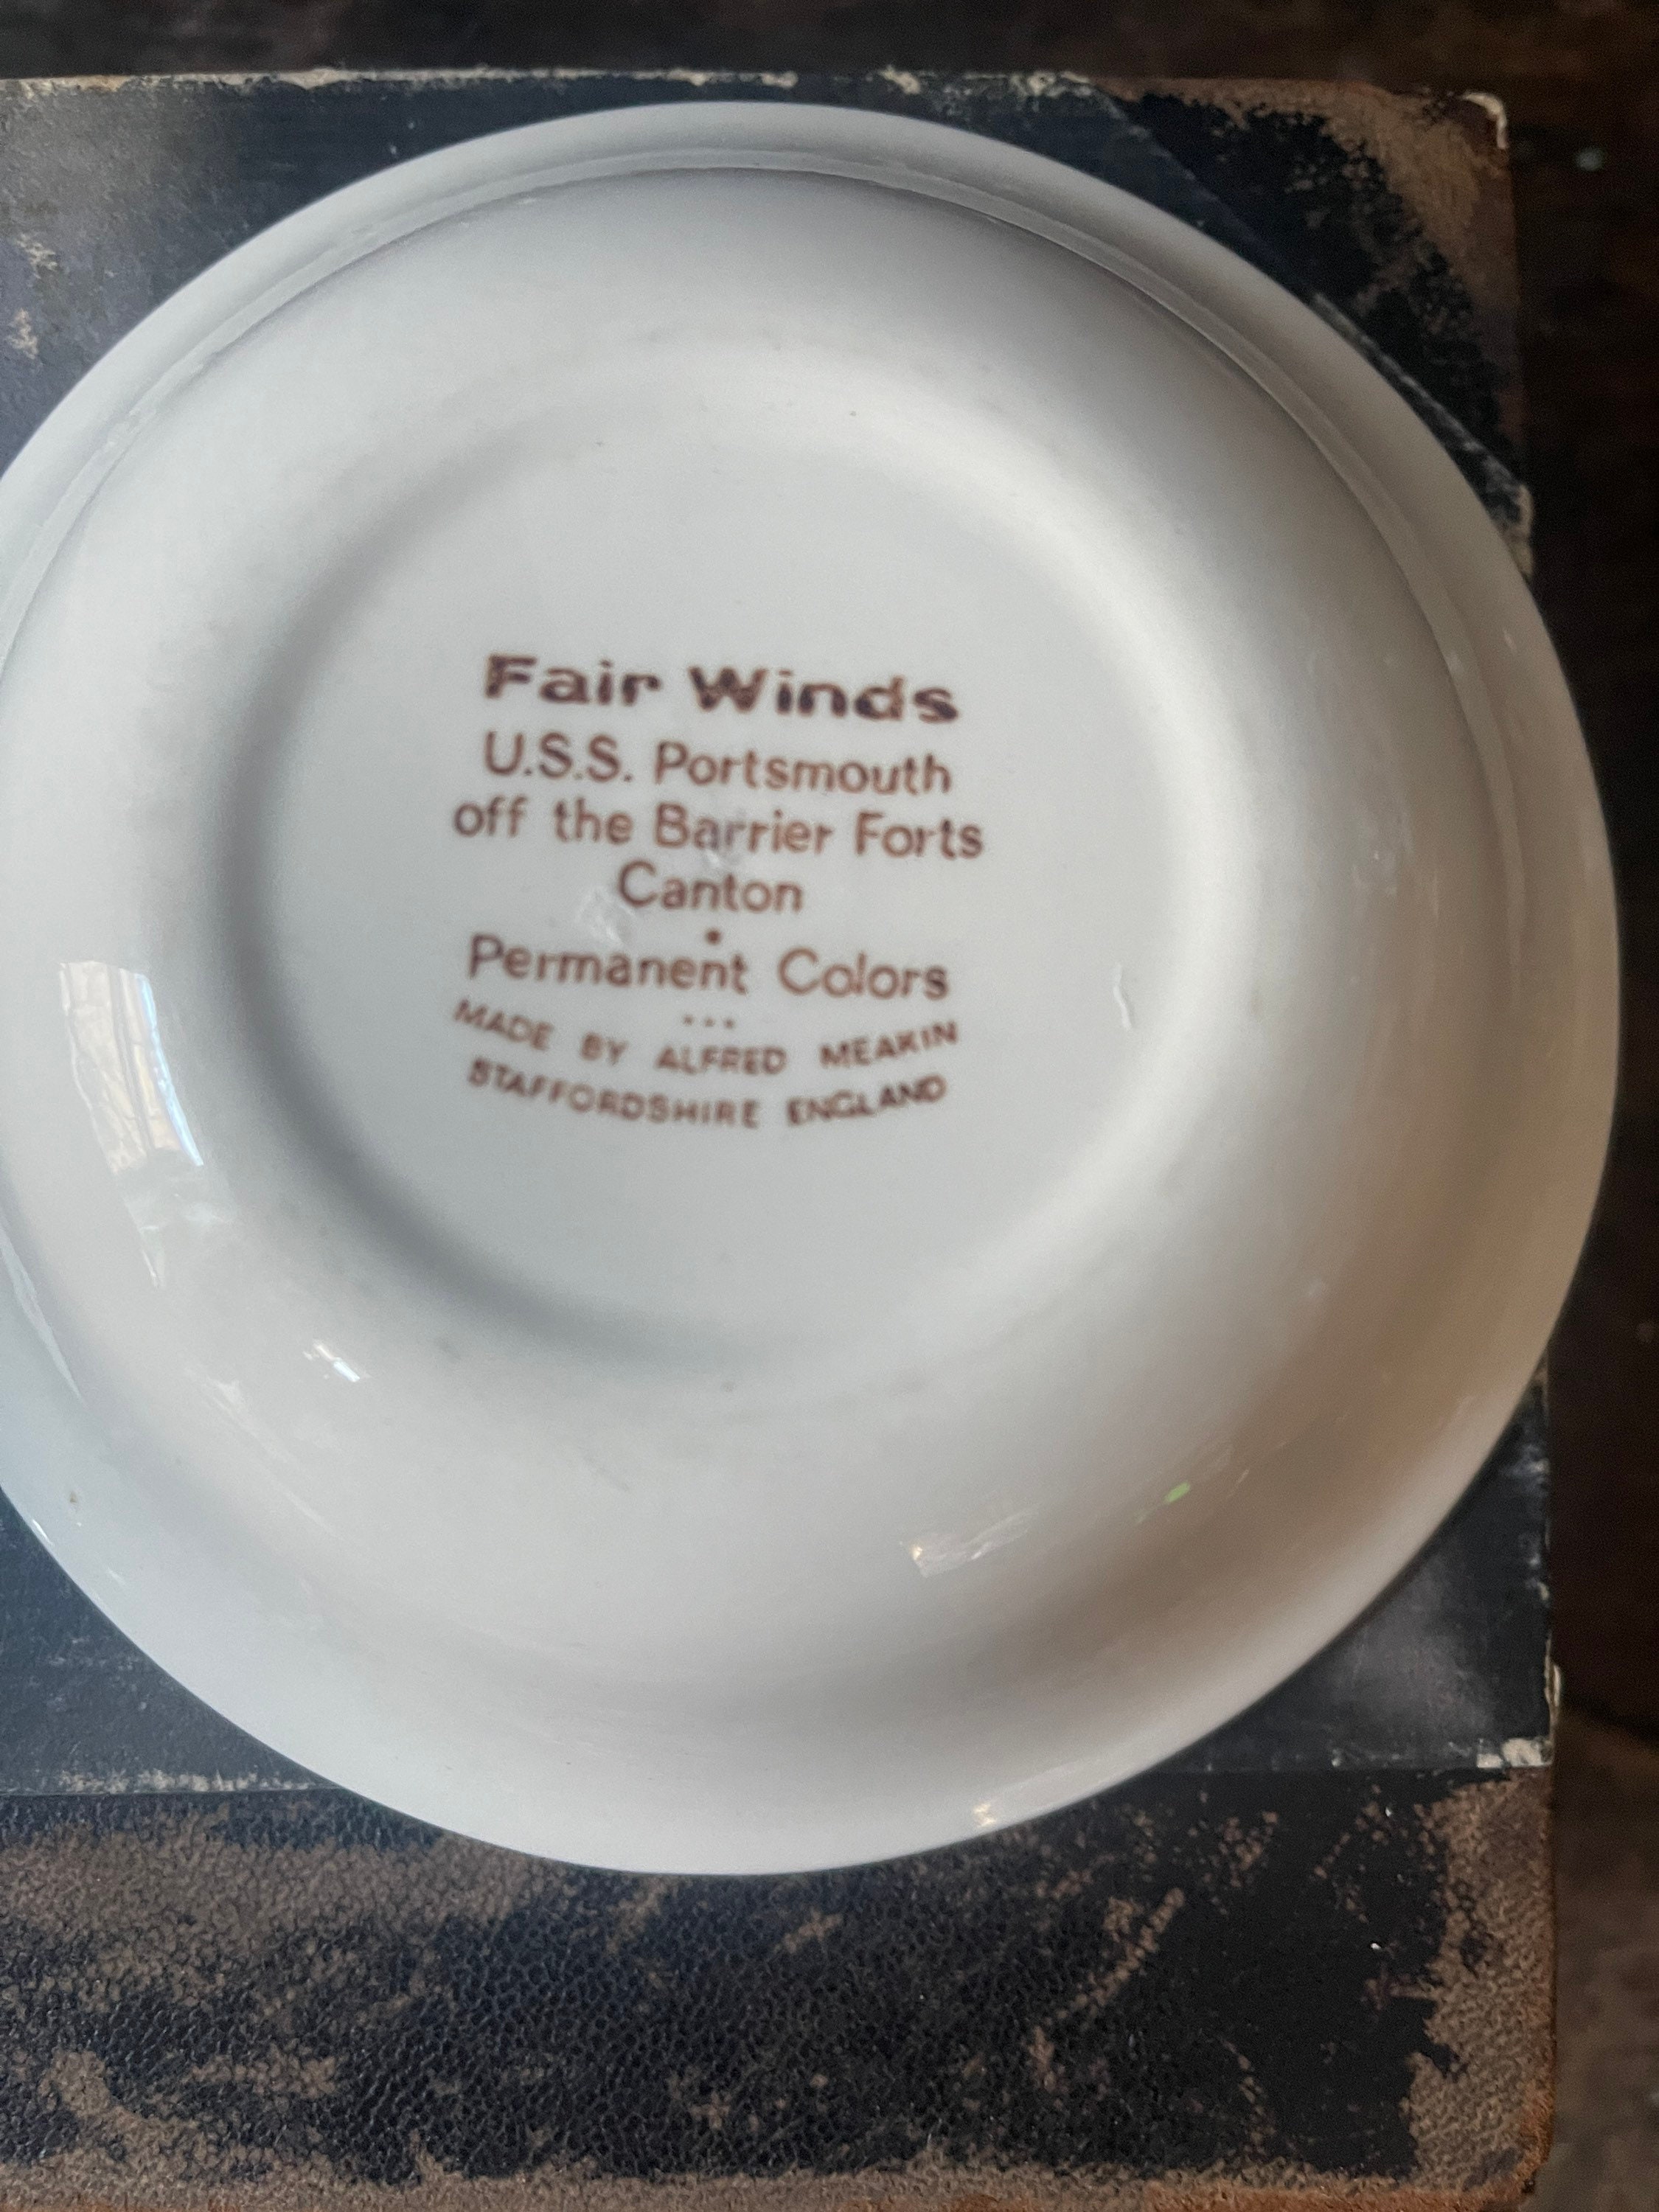 Fair Winds
U.S.S. Portsmouth
off the Barrier Forts
Canton
Permanent Colors
MADE BY ALFRED MEAKIN
STAFFORDSHIRE ENGLAND